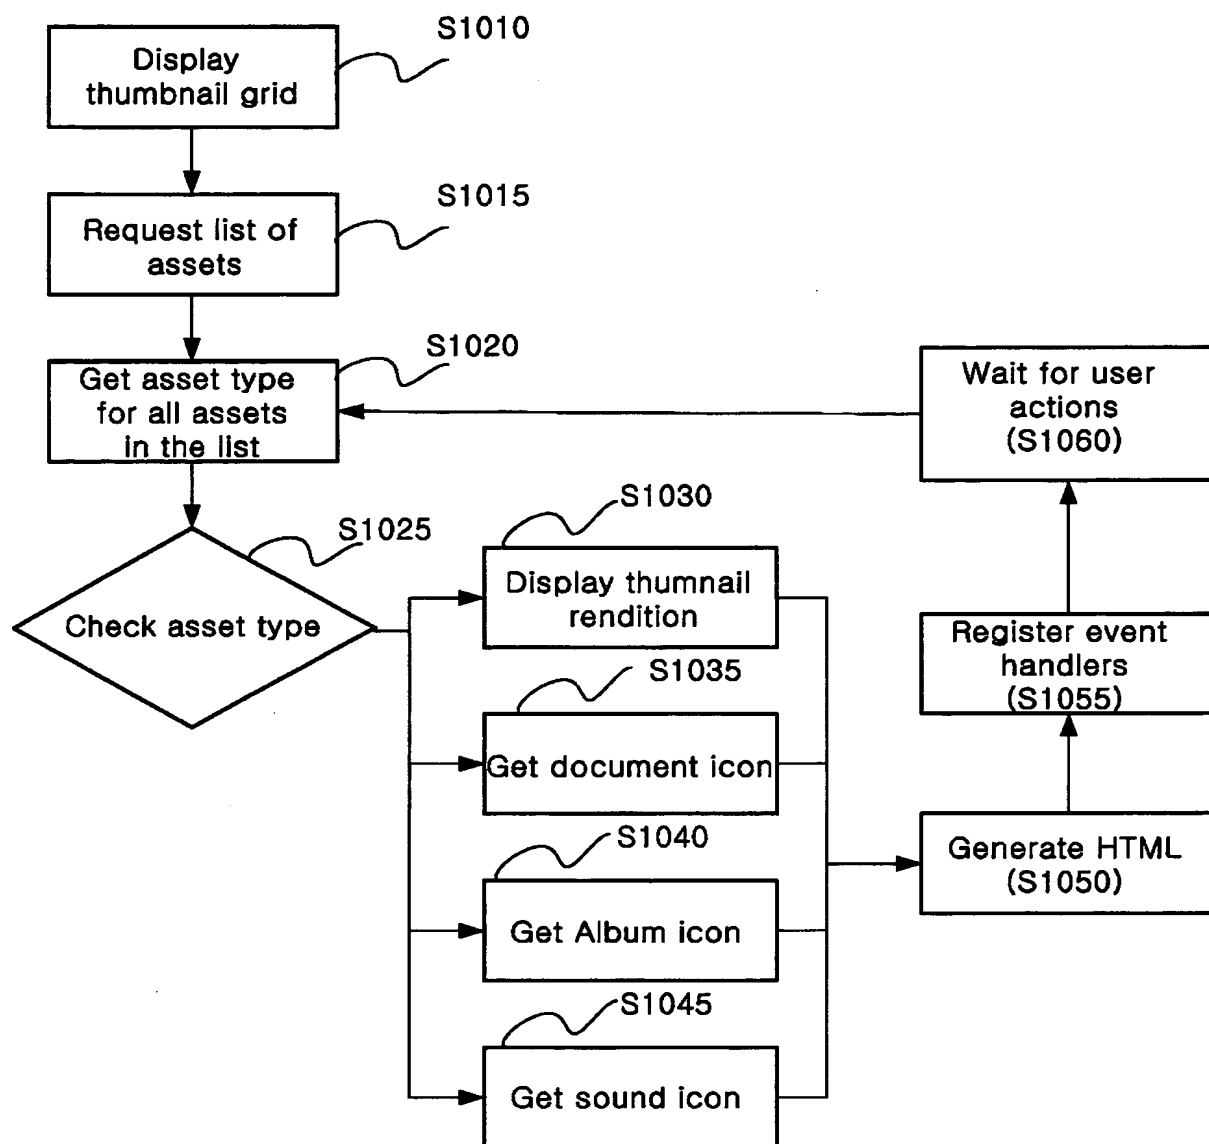 S1010
Display
thumbnail grid
S1015
Request list of
assets
S1020
Get asset type
for all assets
in the list
Wait for user
actions
(S1060)
S1025
Check asset type
S1030
Display thumnail
rendition
Register event
handlers
(S1055)
S1035
Get document icon
S1040
Get Album icon
Generate HTML
(S1050)
S1045
Get sound icon